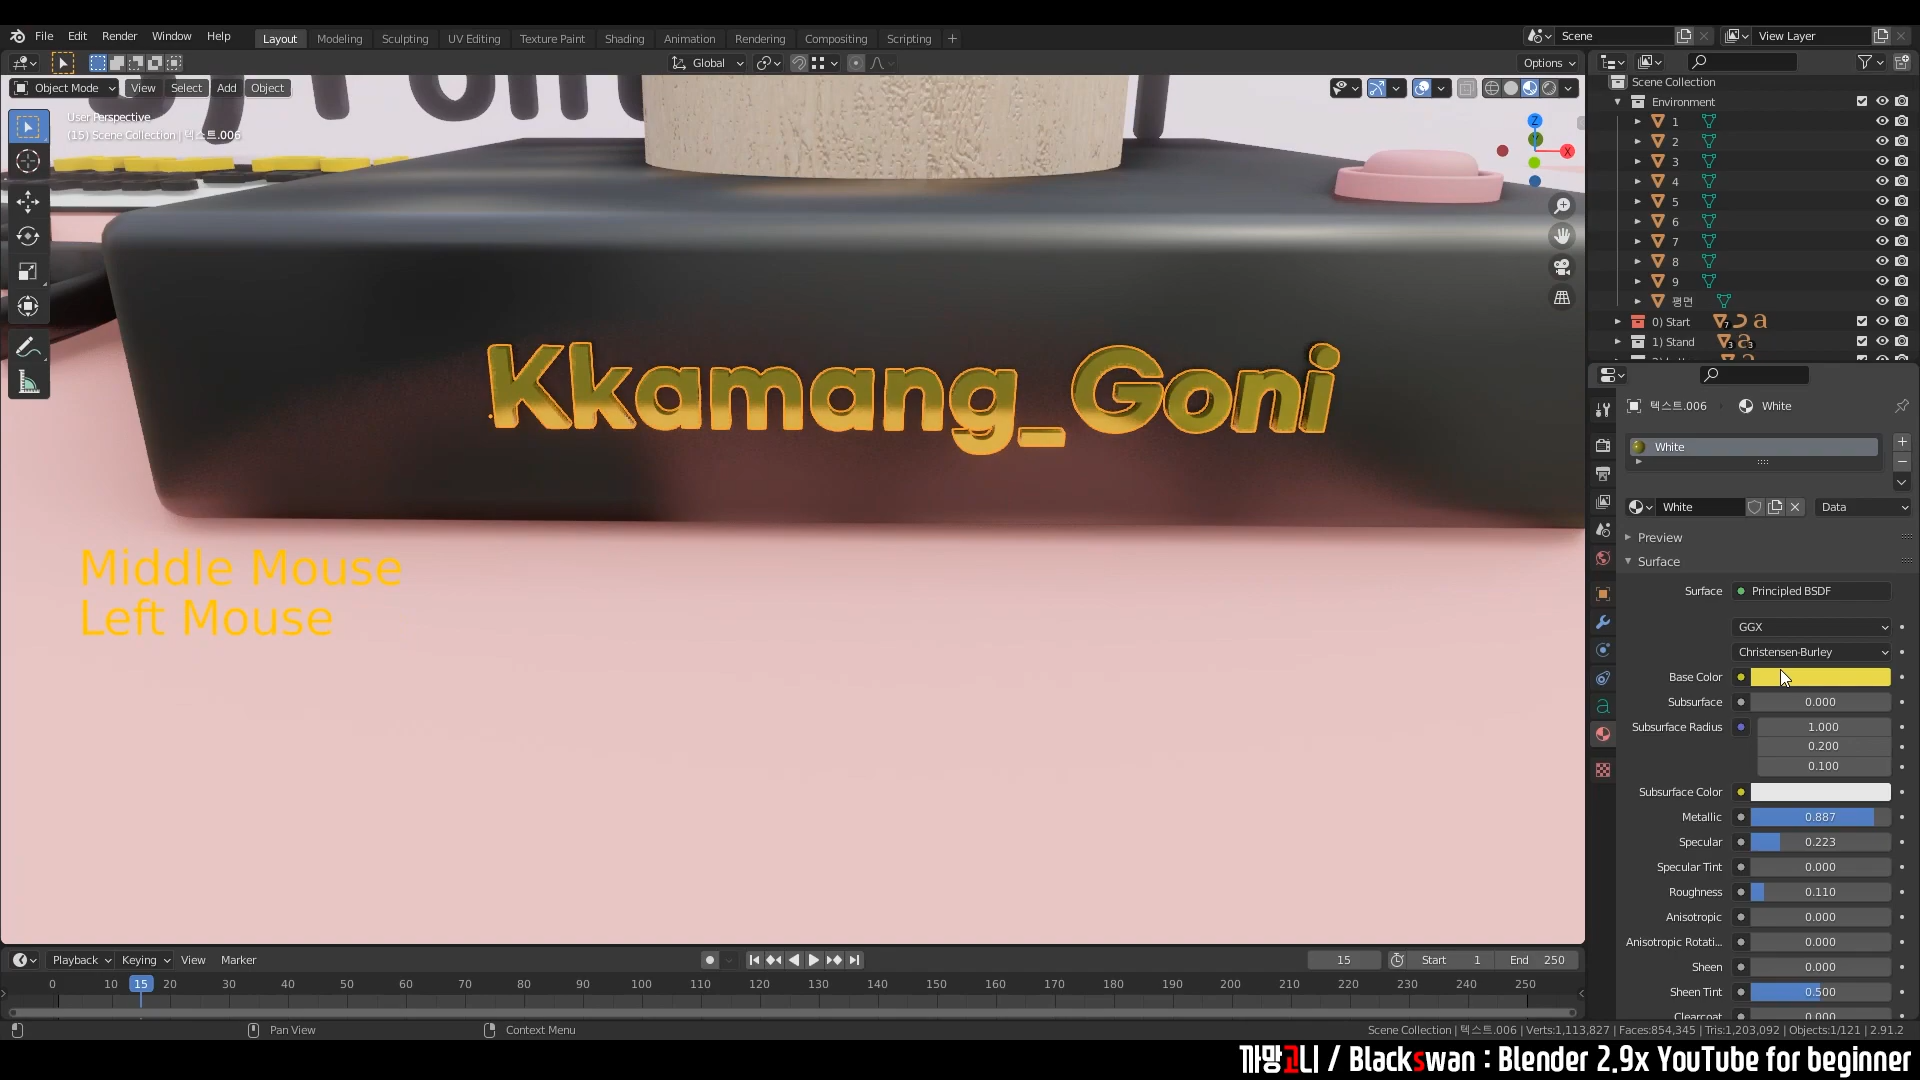 File Edit Render Window Help
Layout Modeling Sculpting UV Editing Texture Paint Shading Animation Rendering Compositing Scripting +
Scene
View Layer
Global
Options
Object Mode View Select Add Object
User Perspective
(15) Scene Collection | 텍스트.006
Z
X
Kkamang_Goni
Middle Mouse
Left Mouse
Scene Collection
Environment
1
2
3
4
5
6
7
8
9
평면
0) Start
1) Stand
텍스트.006 White
White
White Data
Preview
Surface
Surface Principled BSDF
GGX
Christensen-Burley
Base Color
Subsurface 0.000
Subsurface Radius 1.000
0.200
0.100
Subsurface Color
Metallic 0.887
Specular 0.223
Specular Tint 0.000
Roughness 0.110
Anisotropic 0.000
Anisotropic Rotati... 0.000
Sheen 0.000
Sheen Tint 0.500
Clearcoat 0.000
Playback Keying View Marker
15 Start 1 End 250
0 10 15 20 30 40 50 60 70 80 90 100 110 120 130 140 150 160 170 180 190 200 210 220 230 240 250
Pan View
Context Menu
Scene Collection | 텍스트.006 | Verts:1,113,827 | Faces:854,345 | Tris:1,203,092 | Objects:1/121 | 2.91.2
까망고니 / Blackswan : Blender 2.9x YouTube for beginner